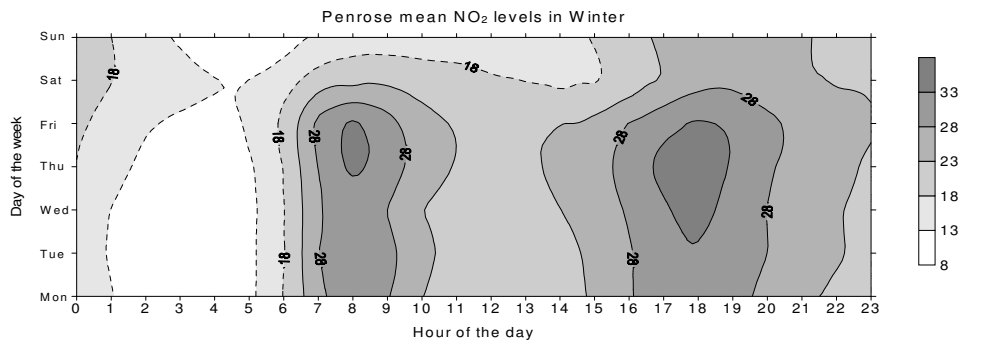 Penrose mean NO₂ levels in Winter
Day of the week
Sun
Sat
Fri
Thu
Wed
Tue
Mon
18
18
18
28
28
28
28
28
18
28
28
0 1 2 3 4 5 6 7 8 9 10 11 12 13 14 15 16 17 18 19 20 21 22 23
Hour of the day
33
28
23
18
13
8